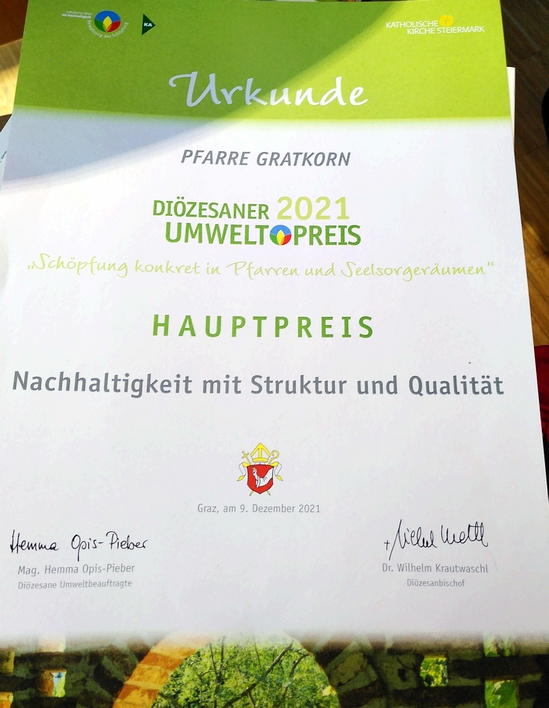 KA
KATHOLISCHE
KIRCHE STEIERMARK
Urkunde
PFARRE GRATKORN
DIÖZESANER 2021
UMWELTPREIS
„Schöpfung konkret in Pfarren und Seelsorgeräumen"
HAUPTPREIS
Nachhaltigkeit mit Struktur und Qualität
Graz, am 9. Dezember 2021
Hemma Opis-Pieber
Mag. Hemma Opis-Pieber
Diözesane Umweltbeauftragte
Dr. Wilhelm Krautwaschl
Diözesanbischof